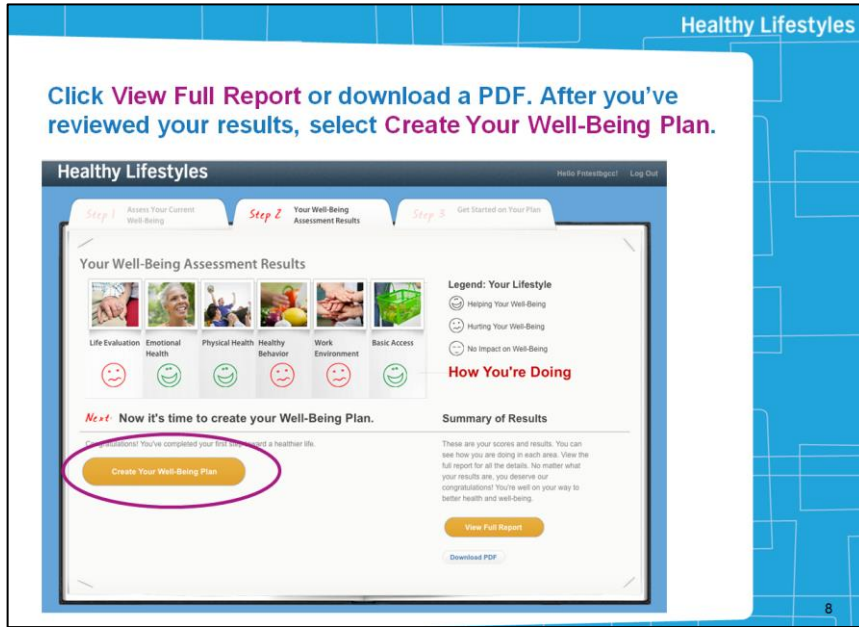 Healthy Lifestyles
Click View Full Report or download a PDF. After you've
reviewed your results, select Create Your Well-Being Plan.
Healthy Lifestyles
Hello Fntestbgcc! Log Out
Step 1 Assess Your Current
Well-Being
Step 2 Your Well-Being
Assessment Results
Step 3 Get Started on Your Plan
Your Well-Being Assessment Results
Life Evaluation
Emotional
Health
Physical Health
Healthy
Behavior
Work
Environment
Basic Access
Legend: Your Lifestyle
Helping Your Well-Being
Hurting Your Well-Being
No Impact on Well-Being
How You're Doing
Next: Now it's time to create your Well-Being Plan.
Congratulations! You've completed your first step toward a healthier life.
Create Your Well-Being Plan
Summary of Results
These are your scores and results. You can
see how you are doing in each area. View the
full report for all the details. No matter what
your results are, you deserve our
congratulations! You're well on your way to
better health and well-being.
View Full Report
Download PDF
8